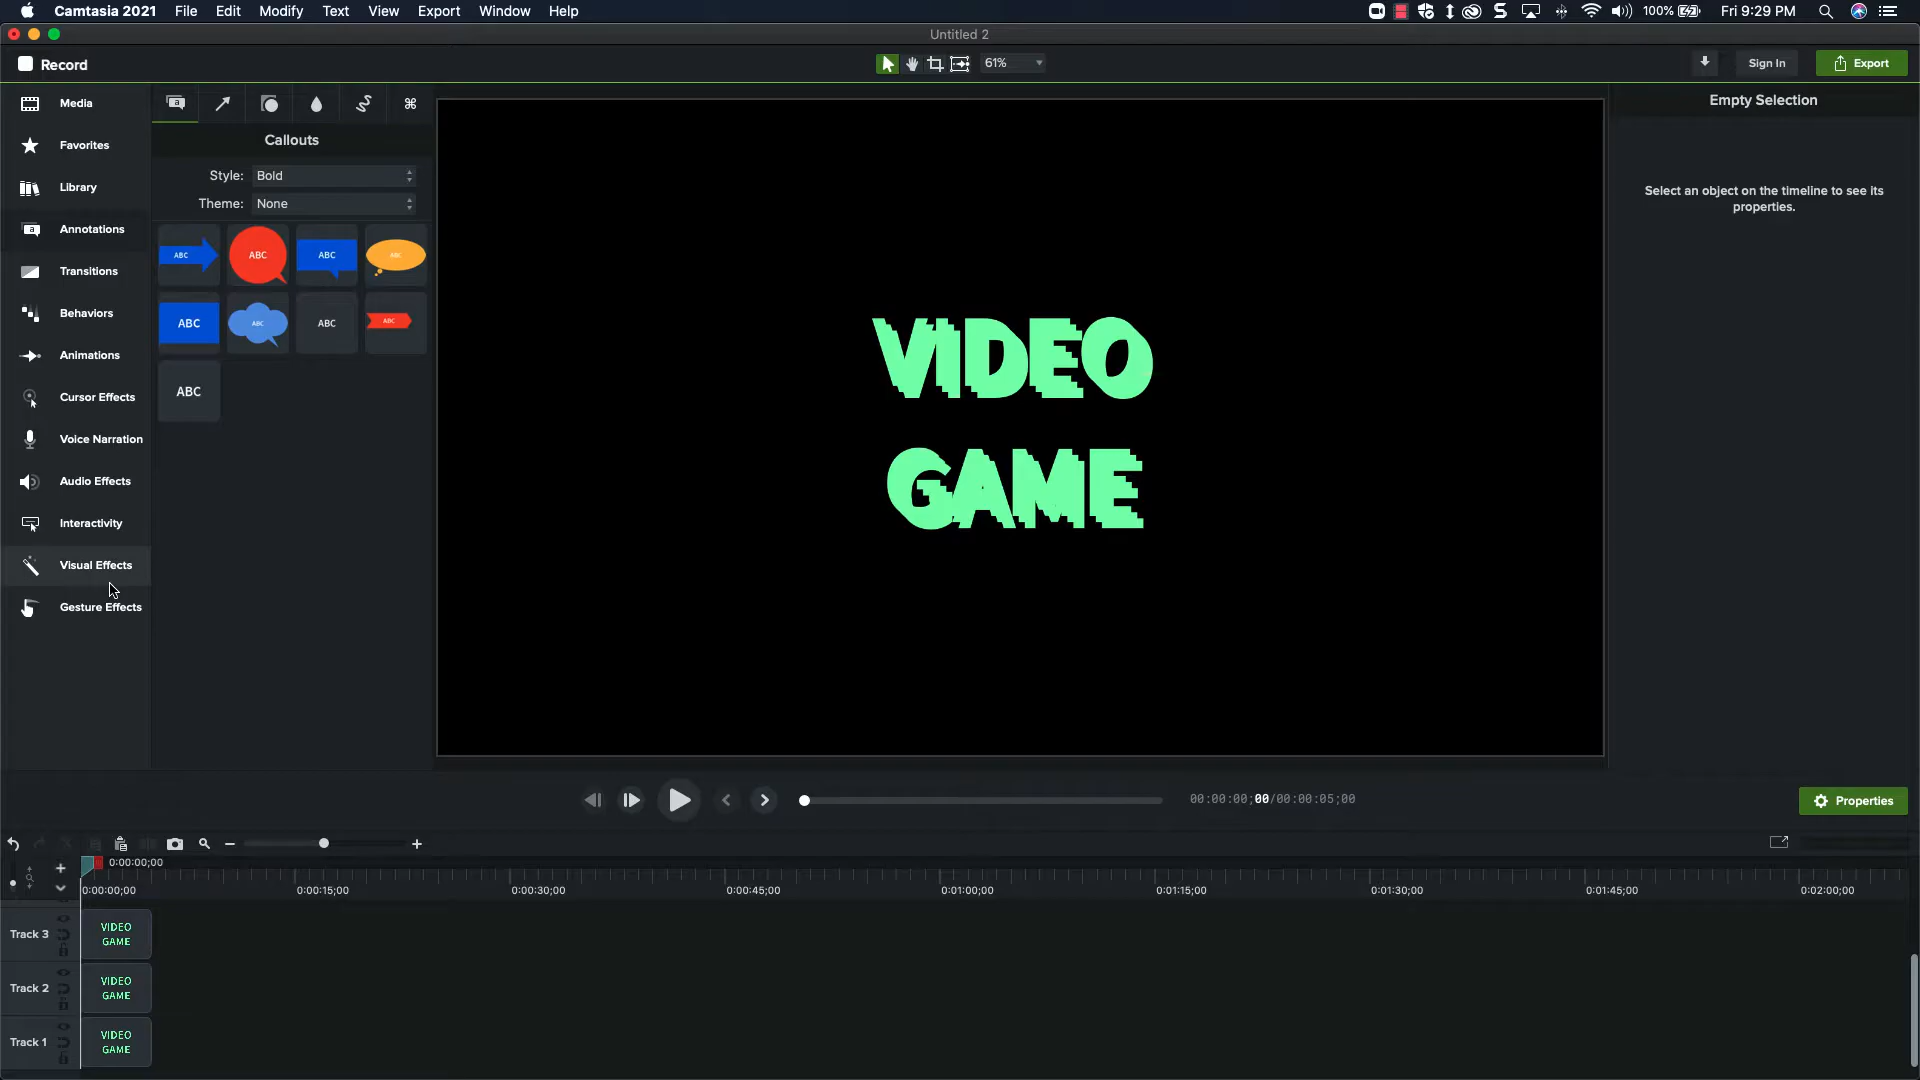 Camtasia 2021 File Edit Modify Text View Export Window Help 100% Fri 9:29 PM
Untitled 2
Record 61% Sign In Export
Media
Favorites
Library
Annotations
Transitions
Behaviors
Animations
Cursor Effects
Voice Narration
Audio Effects
Interactivity
Visual Effects
Gesture Effects
a
Callouts
Style: Bold
Theme: None
ABC ABC ABC ABC
ABC ABC ABC ABC
ABC
VIDEO
GAME
Empty Selection
Select an object on the timeline to see its
properties.
00:00:00;00/00:00:05;00
Properties
0:00:00;00
0:00:00;00 0:00:15;00 0:00:30;00 0:00:45;00 0:01:00;00 0:01:15;00 0:01:30;00 0:01:45;00 0:02:00;00
Track 3
VIDEO
GAME
Track 2
VIDEO
GAME
Track 1
VIDEO
GAME